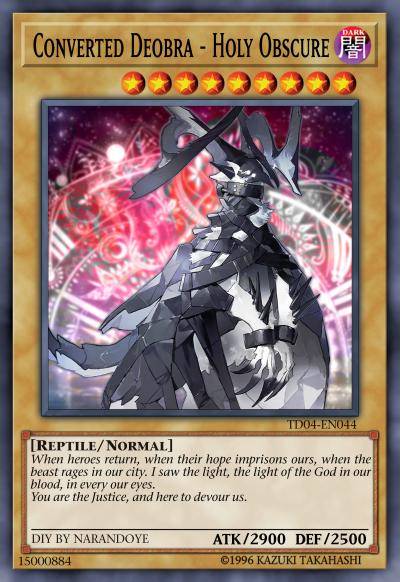 CONVERTED DEOBRA - HOLY OBSCURE
DARK
闇
TD04-EN044
[REPTILE/NORMAL]
When heroes return, when their hope imprisons ours, when the
beast rages in our city. I saw the light, the light of the God in our
blood, in every our eyes.
You are the Justice, and here to devour us.
DIY BY NARANDOYE
ATK/2900 DEF/2500
15000884
©1996 KAZUKI TAKAHASHI